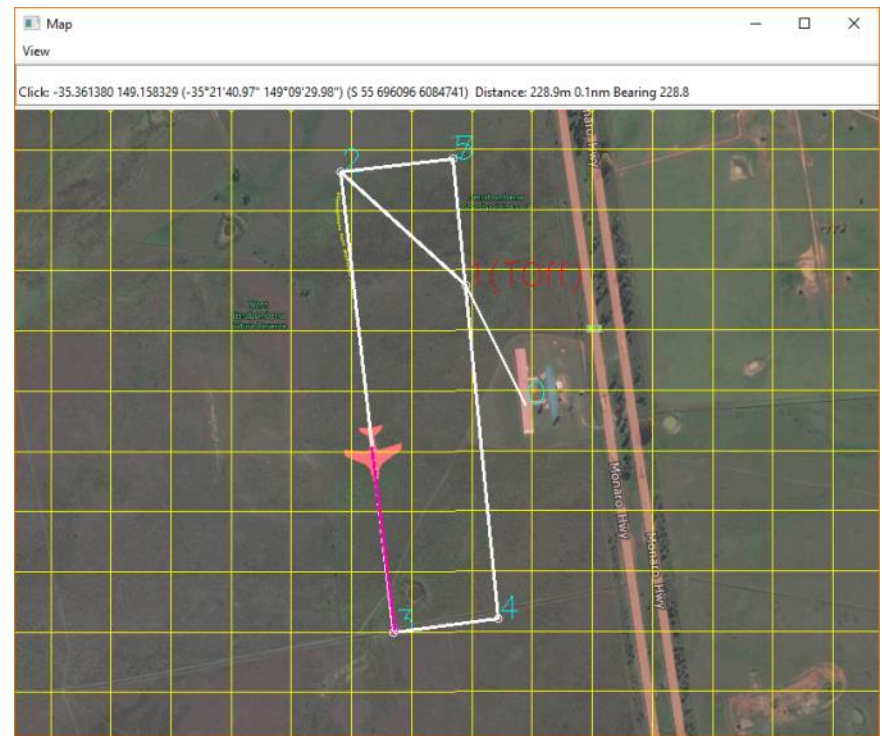 Map
View
Click: -35.361380 149.158329 (-35°21'40.97" 149°09'29.98") (S 55 696096 6084741) Distance: 228.9m 0.1nm Bearing 228.8
Monaro Hwy
2
1(TOff)
0
Monaro Hwy
Monaro Hwy
3
4